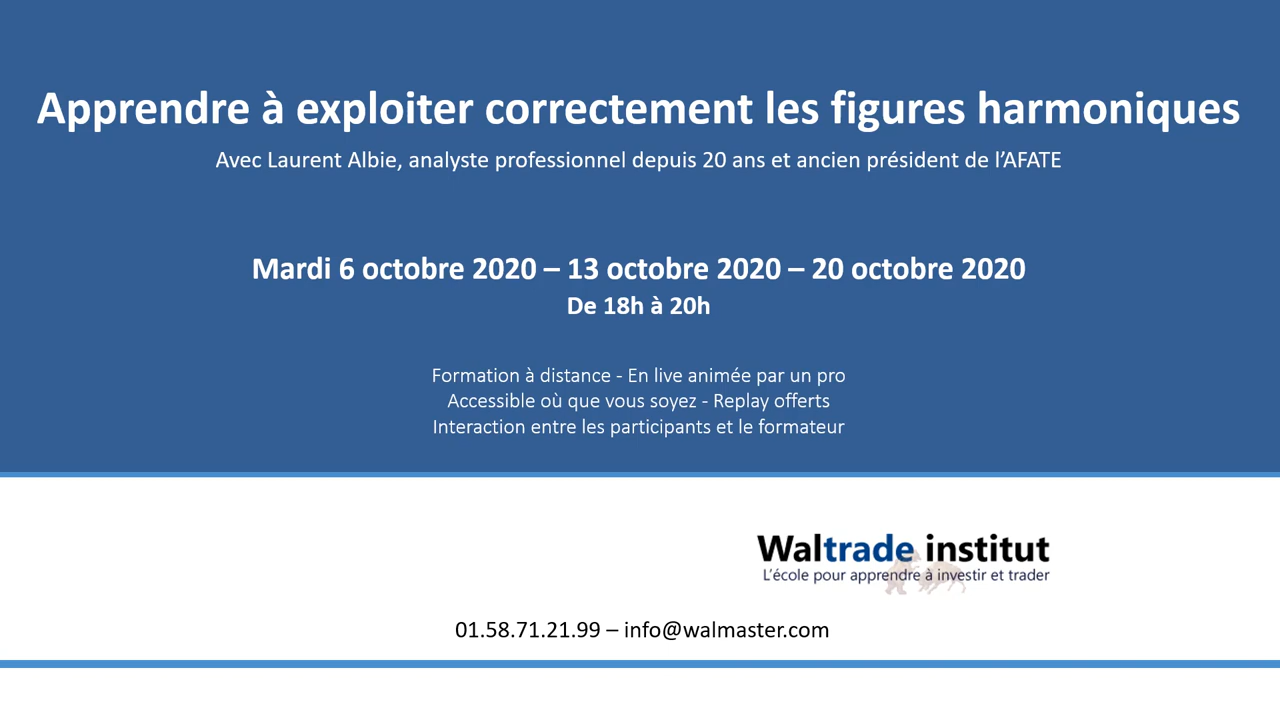 Apprendre à exploiter correctement les figures harmoniques
Avec Laurent Albie, analyste professionnel depuis 20 ans et ancien président de l’AFATE
Mardi 6 octobre 2020 – 13 octobre 2020 – 20 octobre 2020
De 18h à 20h
Formation à distance - En live animée par un pro
Accessible où que vous soyez - Replay offerts
Interaction entre les participants et le formateur
Waltrade institut
L’école pour apprendre à investir et trader
01.58.71.21.99 – info@walmaster.com